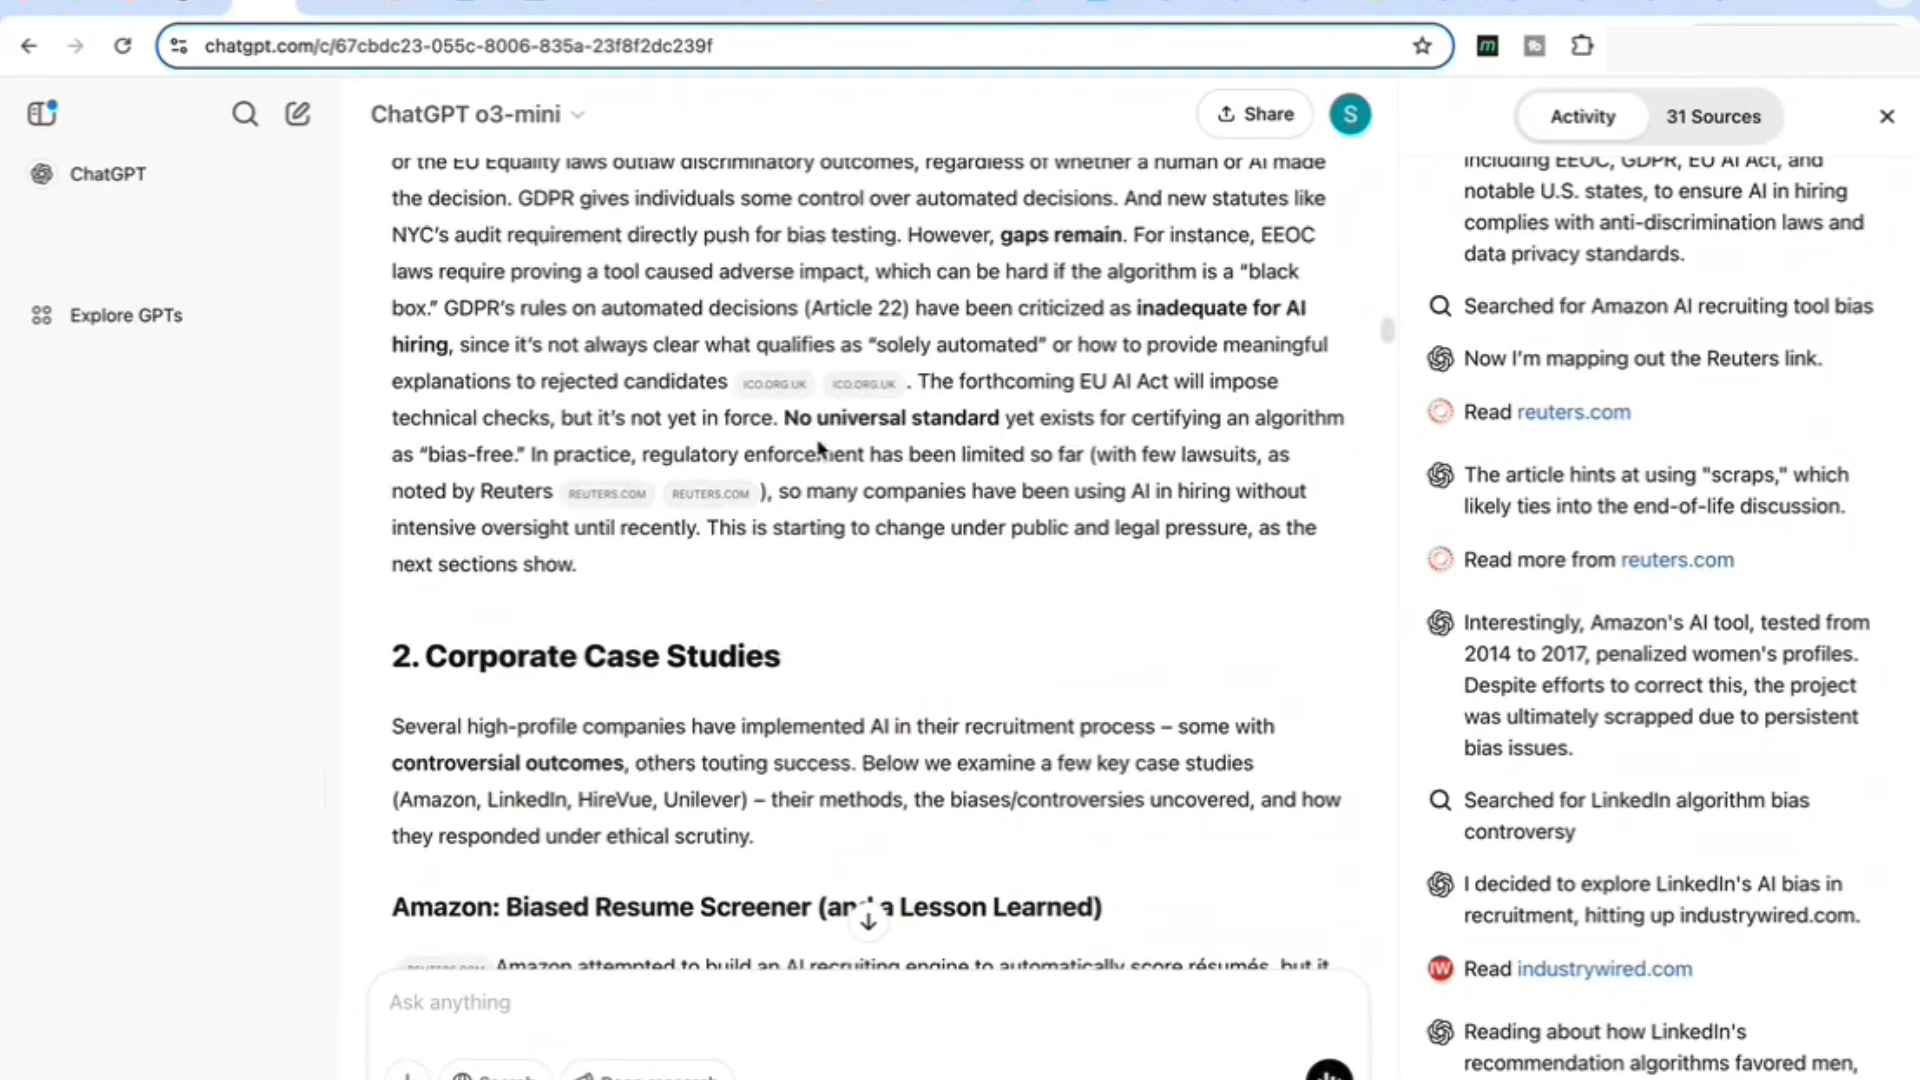 chatgpt.com/c/67cbdc23-055c-8006-835a-23f8f2dc239f
ChatGPT
Explore GPTs
ChatGPT o3-mini
Share
S
or the EU Equality laws outlaw discriminatory outcomes, regardless of whether a human or AI made
the decision. GDPR gives individuals some control over automated decisions. And new statutes like
NYC's audit requirement directly push for bias testing. However, gaps remain. For instance, EEOC
laws require proving a tool caused adverse impact, which can be hard if the algorithm is a “black
box.” GDPR's rules on automated decisions (Article 22) have been criticized as inadequate for AI
hiring, since it's not always clear what qualifies as “solely automated” or how to provide meaningful
explanations to rejected candidates ICO.ORG.UK ICO.ORG.UK . The forthcoming EU AI Act will impose
technical checks, but it's not yet in force. No universal standard yet exists for certifying an algorithm
as “bias-free.” In practice, regulatory enforcement has been limited so far (with few lawsuits, as
noted by Reuters REUTERS.COM REUTERS.COM ), so many companies have been using AI in hiring without
intensive oversight until recently. This is starting to change under public and legal pressure, as the
next sections show.
2. Corporate Case Studies
Several high-profile companies have implemented AI in their recruitment process – some with
controversial outcomes, others touting success. Below we examine a few key case studies
(Amazon, LinkedIn, HireVue, Unilever) – their methods, the biases/controversies uncovered, and how
they responded under ethical scrutiny.
Amazon: Biased Resume Screener (and a Lesson Learned)
REUTERS.COM Amazon attempted to build an AI recruiting engine to automatically score résumés, but it
Ask anything
Search
Deep research
Activity
31 Sources
including EEOC, GDPR, EU AI Act, and
notable U.S. states, to ensure AI in hiring
complies with anti-discrimination laws and
data privacy standards.
Searched for Amazon AI recruiting tool bias
Now I'm mapping out the Reuters link.
Read reuters.com
The article hints at using "scraps," which
likely ties into the end-of-life discussion.
Read more from reuters.com
Interestingly, Amazon's AI tool, tested from
2014 to 2017, penalized women's profiles.
Despite efforts to correct this, the project
was ultimately scrapped due to persistent
bias issues.
Searched for LinkedIn algorithm bias
controversy
I decided to explore LinkedIn's AI bias in
recruitment, hitting up industrywired.com.
IW Read industrywired.com
Reading about how LinkedIn's
recommendation algorithms favored men,